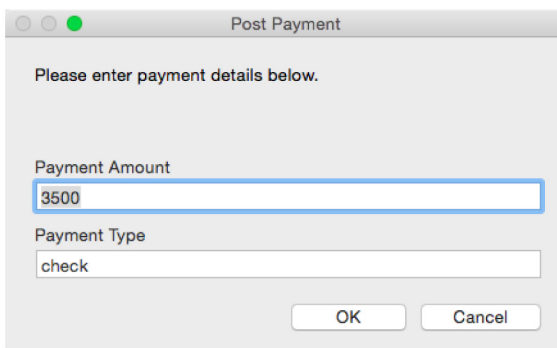 Post Payment
Please enter payment details below.
Payment Amount
3500
Payment Type
check
OK Cancel